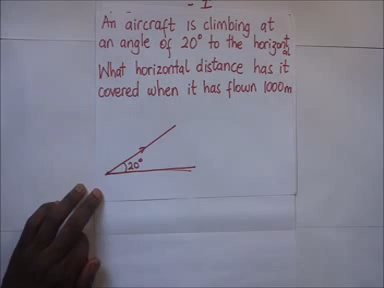 - 1
An aircraft is climbing at
an angle of 20° to the horizontal
What horizontal distance has it
covered when it has flown 1000m
20°